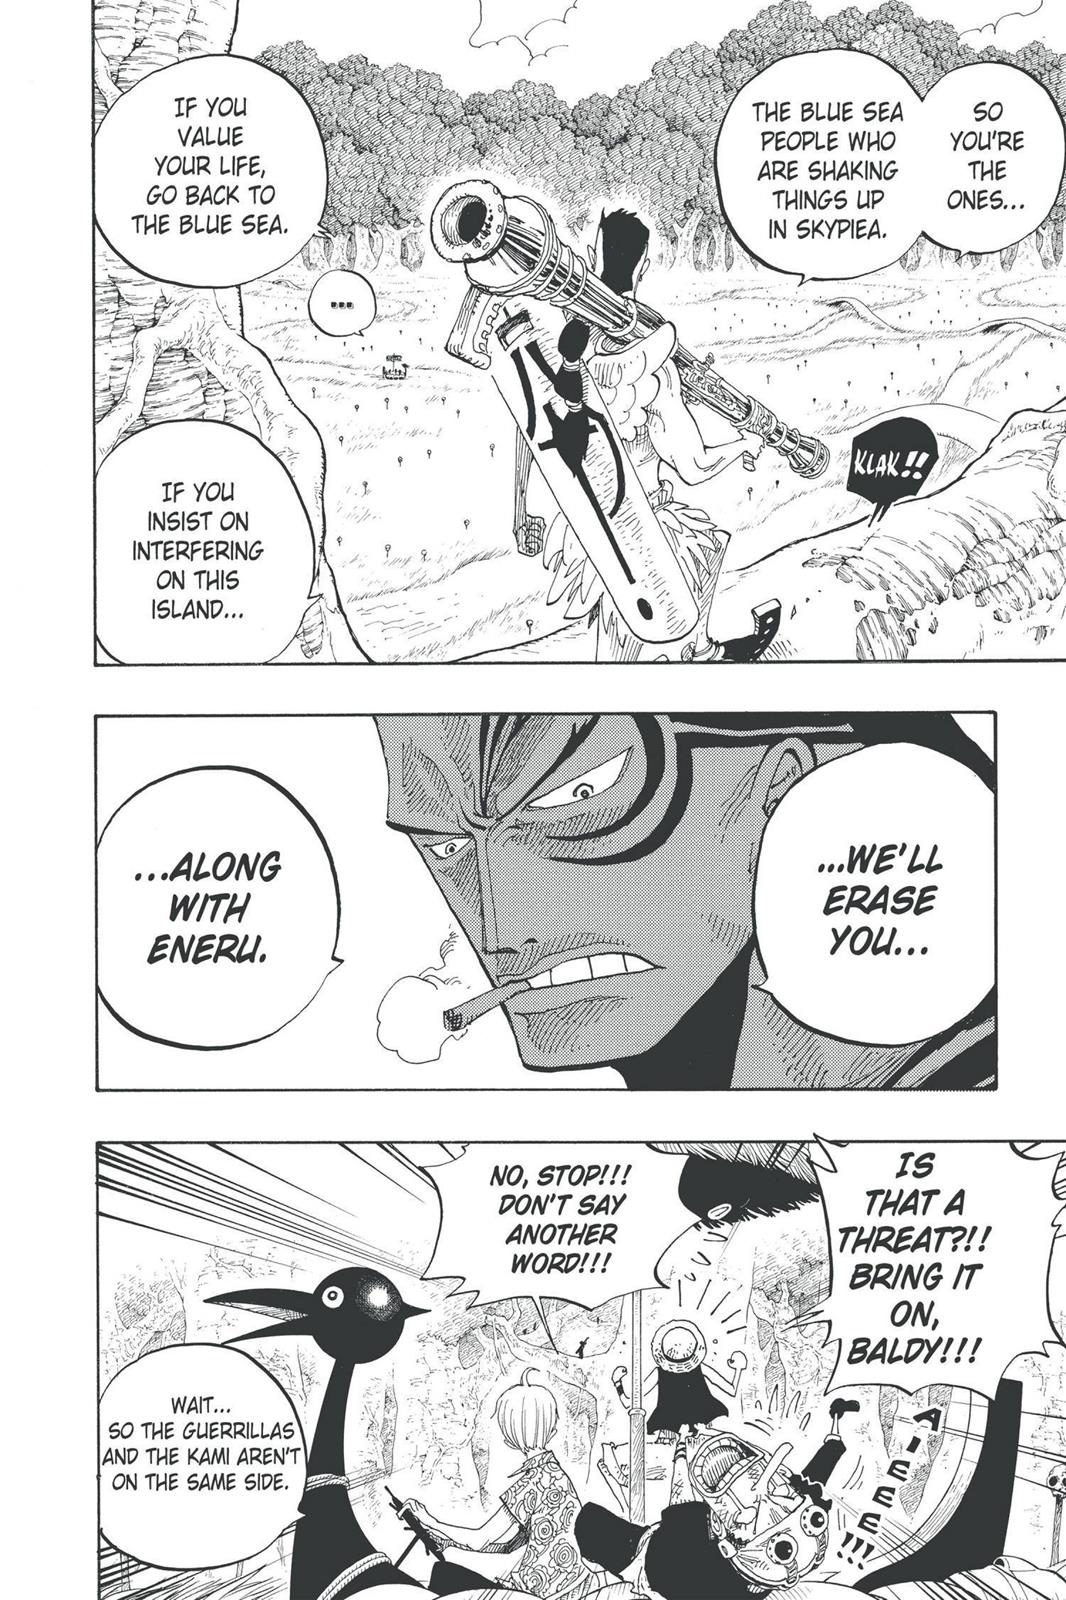 SO
YOU'RE
THE
ONES...
THE BLUE SEA
PEOPLE WHO
ARE SHAKING
THINGS UP
IN SKYPIEA.
KLAK!!
IF YOU
VALUE
YOUR LIFE,
GO BACK TO
THE BLUE SEA.
...
IF YOU
INSIST ON
INTERFERING
ON THIS
ISLAND...
...WE'LL
ERASE
YOU...
...ALONG
WITH
ENERU.
IS
THAT A
THREAT?!!
BRING IT
ON,
BALDY!!!
NO, STOP!!!
DON'T SAY
ANOTHER
WORD!!!
AIEEE!!!
WAIT...
SO THE GUERRILLAS
AND THE KAMI AREN'T
ON THE SAME SIDE.